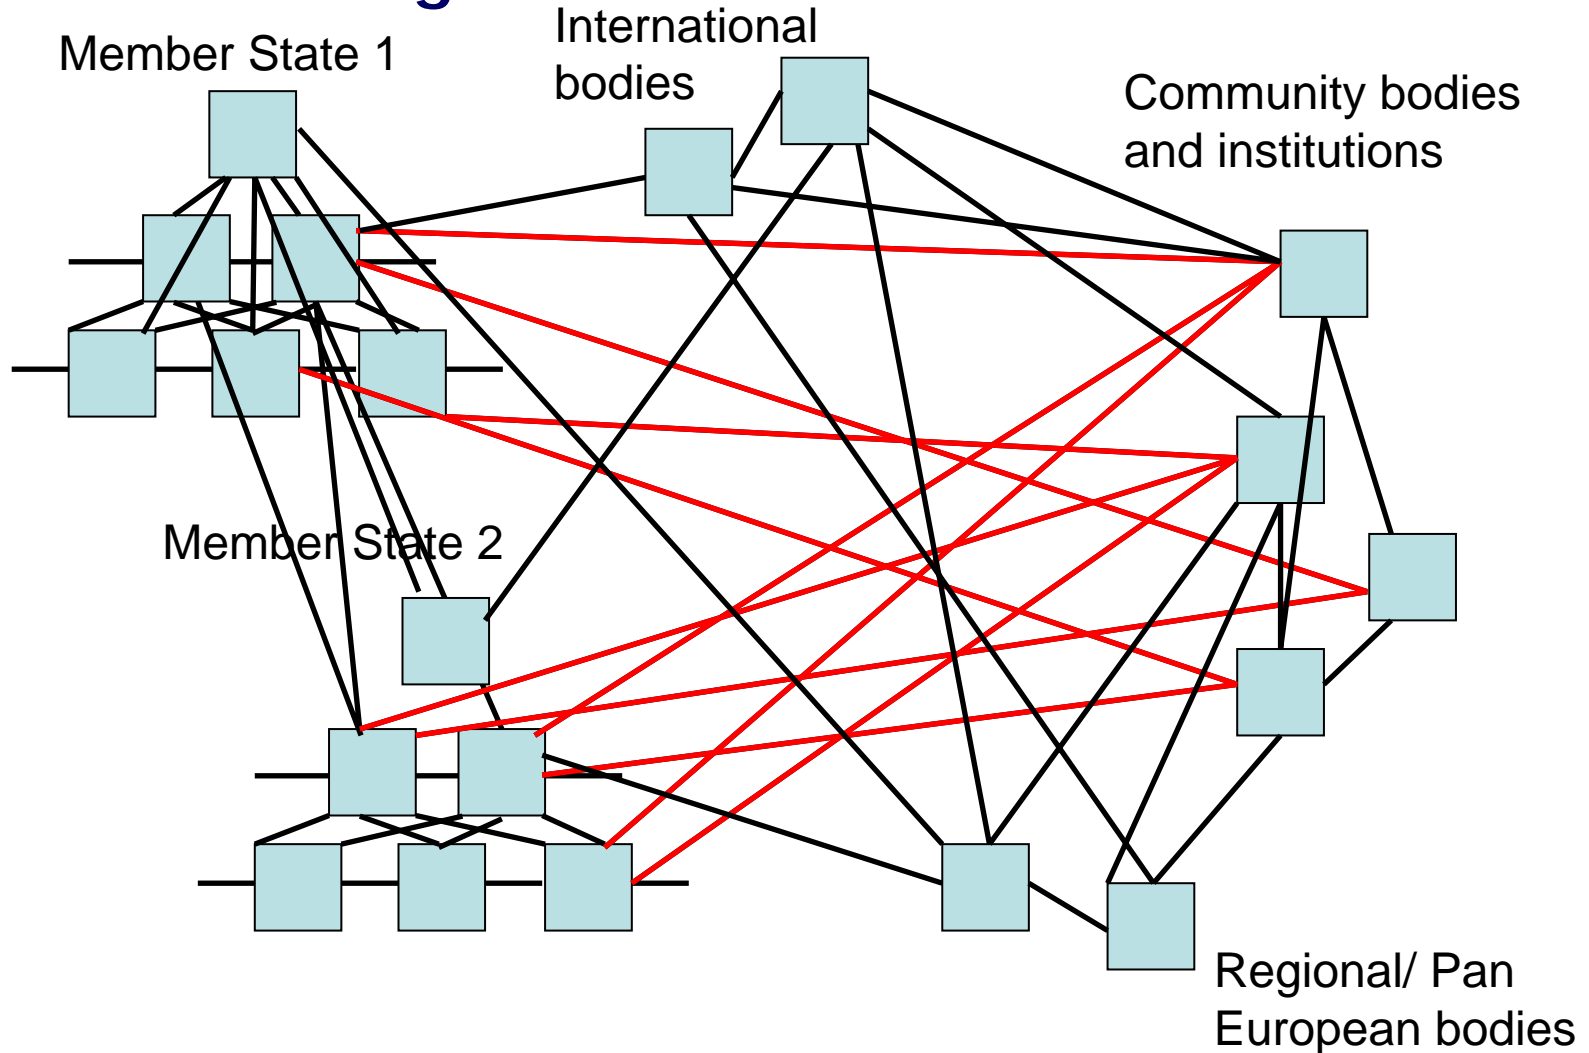 Member State 1
International
bodies
Community bodies
and institutions
Member State 2
Regional/ Pan
European bodies